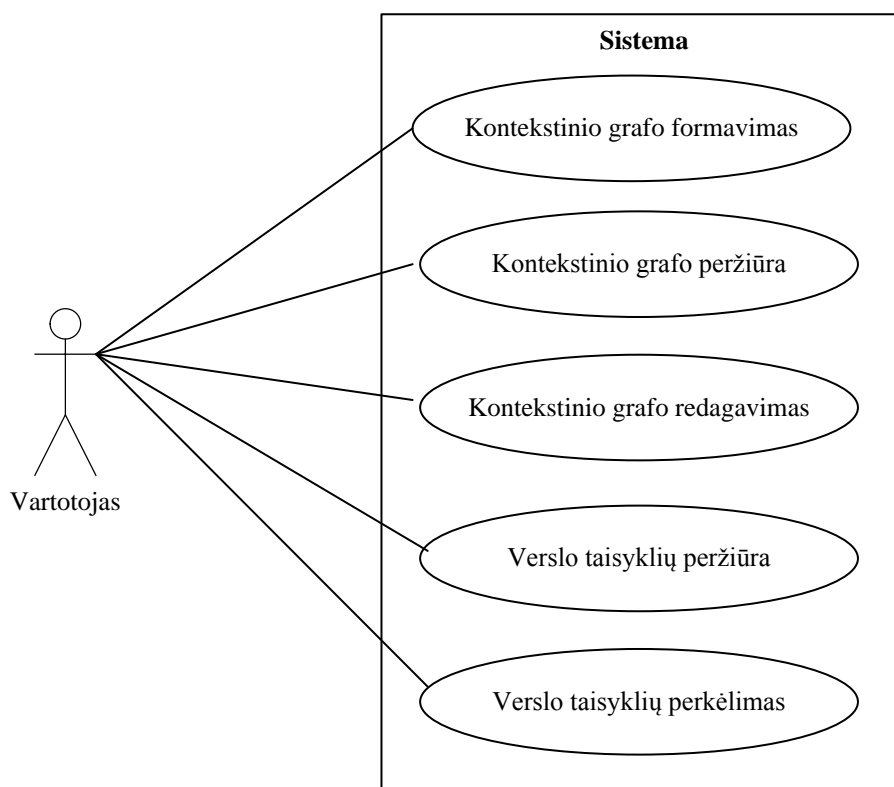 Sistema
Kontekstinio grafo formavimas
Kontekstinio grafo peržiūra
Kontekstinio grafo redagavimas
Vartotojas
Verslo taisyklių peržiūra
Verslo taisyklių perkėlimas